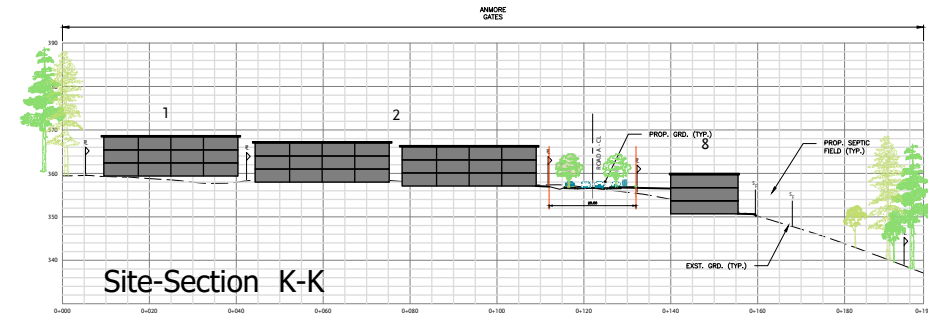 ANMORE
GATES
390
370
360
350
340
1
2
8
ROAD A - CL
PROP. GRD. (TYP.)
PROP. SEPTIC
FIELD (TYP.)
20.00
EXST. GRD. (TYP.)
Site-Section K-K
0+000
0+020
0+040
0+060
0+080
0+100
0+120
0+140
0+160
0+180